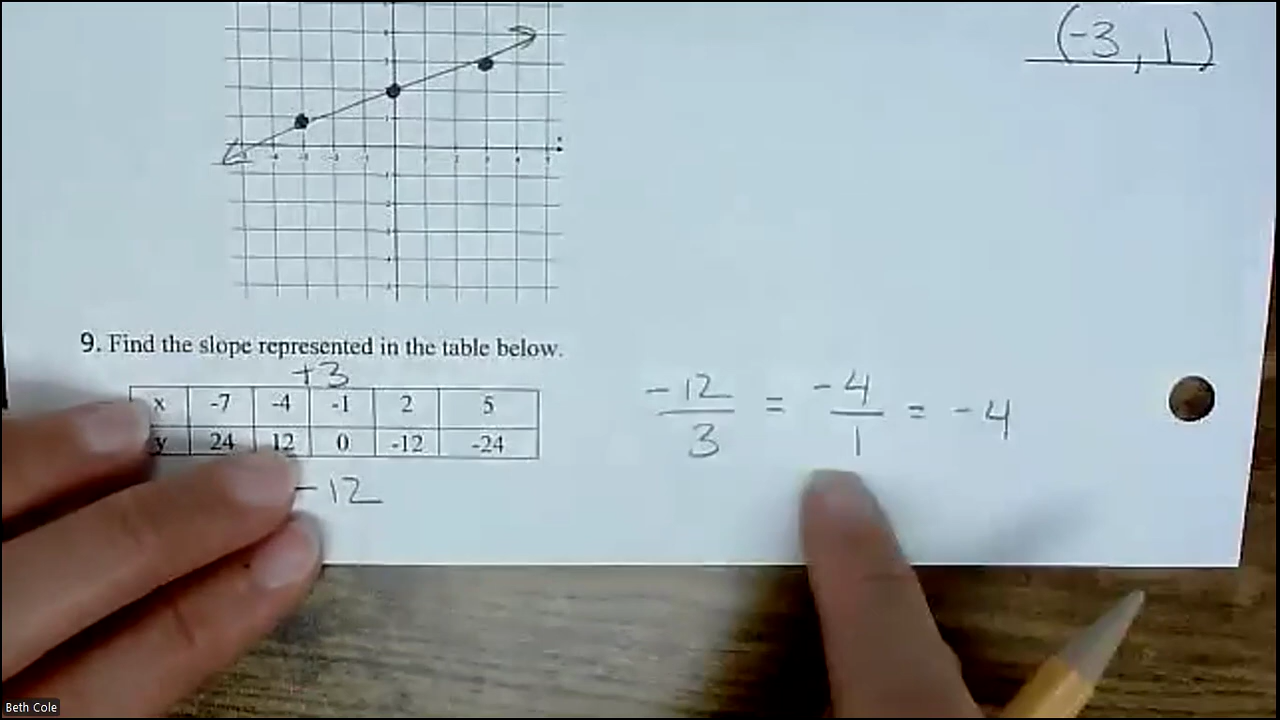 (-3, 1)
9. Find the slope represented in the table below.
+3
x -7 -4 -1 2 5
y 24 12 0 -12 -24
-12
-12/3 = -4/1 = -4
Beth Cole